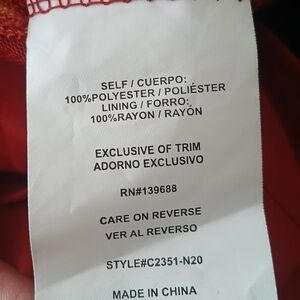 SELF / CUERPO:
100%POLYESTER / POLIÉSTER
LINING / FORRO:
100%RAYON / RAYÓN
EXCLUSIVE OF TRIM
ADORNO EXCLUSIVO
RN#139688
CARE ON REVERSE
VER AL REVERSO
STYLE#C2351-N20
MADE IN CHINA